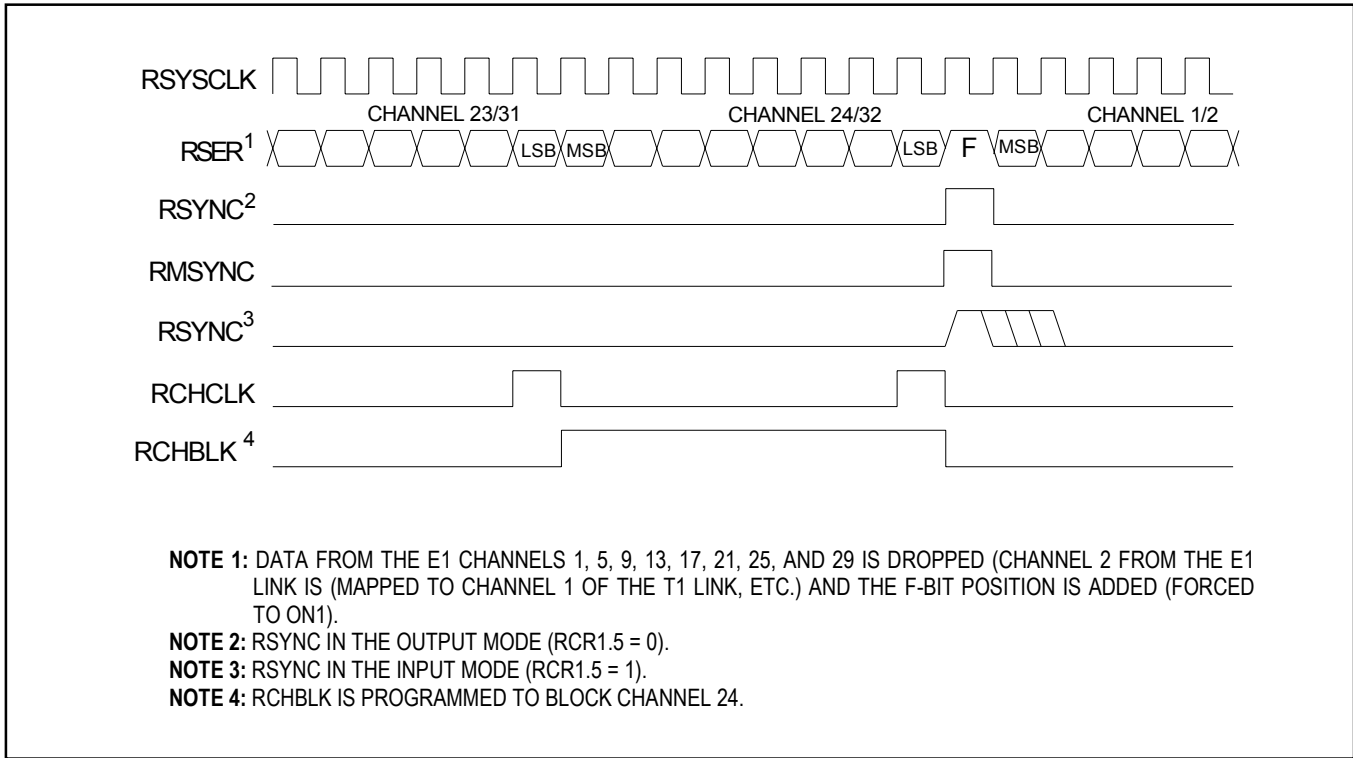 RSYSCLK
CHANNEL 23/31 CHANNEL 24/32 CHANNEL 1/2
RSER1 LSB MSB LSB F MSB
RSYNC2
RMSYNC
RSYNC3
RCHCLK
RCHBLK 4
NOTE 1: DATA FROM THE E1 CHANNELS 1, 5, 9, 13, 17, 21, 25, AND 29 IS DROPPED (CHANNEL 2 FROM THE E1
LINK IS (MAPPED TO CHANNEL 1 OF THE T1 LINK, ETC.) AND THE F-BIT POSITION IS ADDED (FORCED
TO ON1).
NOTE 2: RSYNC IN THE OUTPUT MODE (RCR1.5 = 0).
NOTE 3: RSYNC IN THE INPUT MODE (RCR1.5 = 1).
NOTE 4: RCHBLK IS PROGRAMMED TO BLOCK CHANNEL 24.